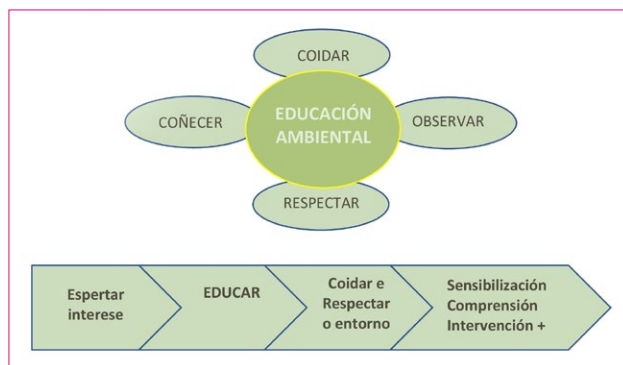 COIDAR
COÑECER
EDUCACIÓN
AMBIENTAL
OBSERVAR
RESPECTAR
Espertar
interese
EDUCAR
Coidar e
Respectar
o entorno
Sensibilización
Comprensión
Intervención +